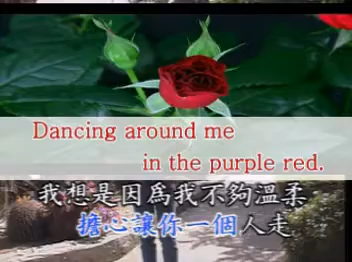 Dancing around me
in the purple red.
我想是因為我不夠溫柔
擔心讓你一個人走